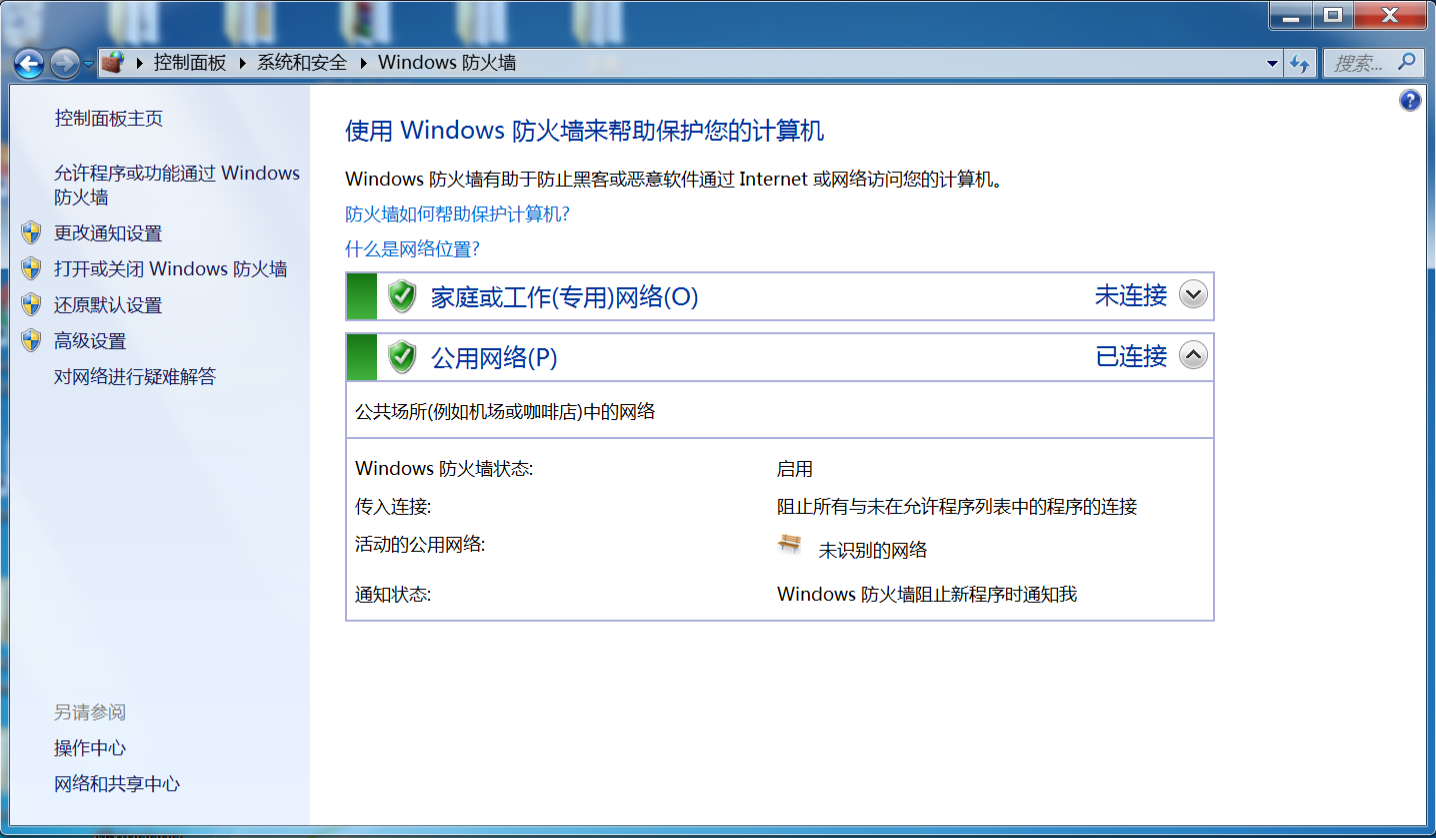 控制面板 ▸ 系统和安全 ▸ Windows 防火墙
搜索...
控制面板主页
允许程序或功能通过 Windows
防火墙
更改通知设置
打开或关闭 Windows 防火墙
还原默认设置
高级设置
对网络进行疑难解答
另请参阅
操作中心
网络和共享中心
使用 Windows 防火墙来帮助保护您的计算机
Windows 防火墙有助于防止黑客或恶意软件通过 Internet 或网络访问您的计算机。
防火墙如何帮助保护计算机?
什么是网络位置?
家庭或工作(专用)网络(O) 未连接
公用网络(P) 已连接
公共场所(例如机场或咖啡店)中的网络
Windows 防火墙状态: 启用
传入连接: 阻止所有与未在允许程序列表中的程序的连接
活动的公用网络: 未识别的网络
通知状态: Windows 防火墙阻止新程序时通知我